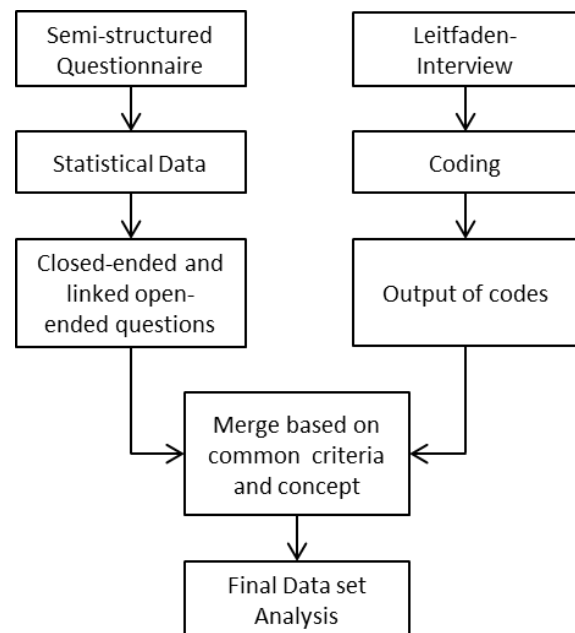 Semi-structured
Questionnaire
Leitfaden-
Interview
Statistical Data
Coding
Closed-ended and
linked open-
ended questions
Output of codes
Merge based on
common criteria
and concept
Final Data set
Analysis